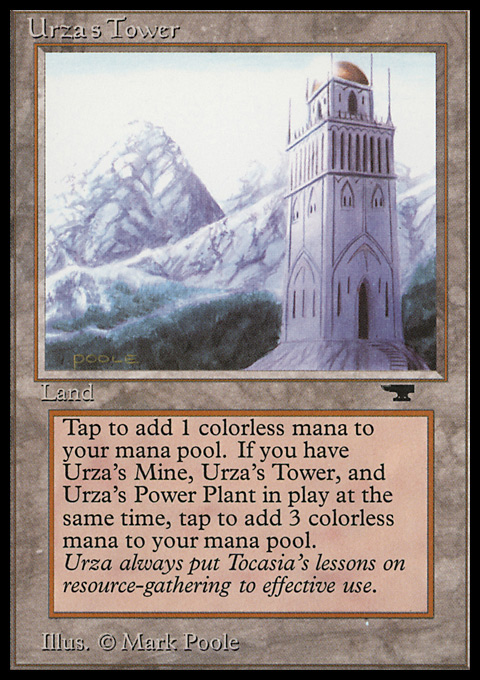 Urza's Tower
POOLE
Land
Tap to add 1 colorless mana to
your mana pool. If you have
Urza's Mine, Urza's Tower, and
Urza's Power Plant in play at the
same time, tap to add 3 colorless
mana to your mana pool.
Urza always put Tocasia's lessons on
resource-gathering to effective use.
Illus. © Mark Poole